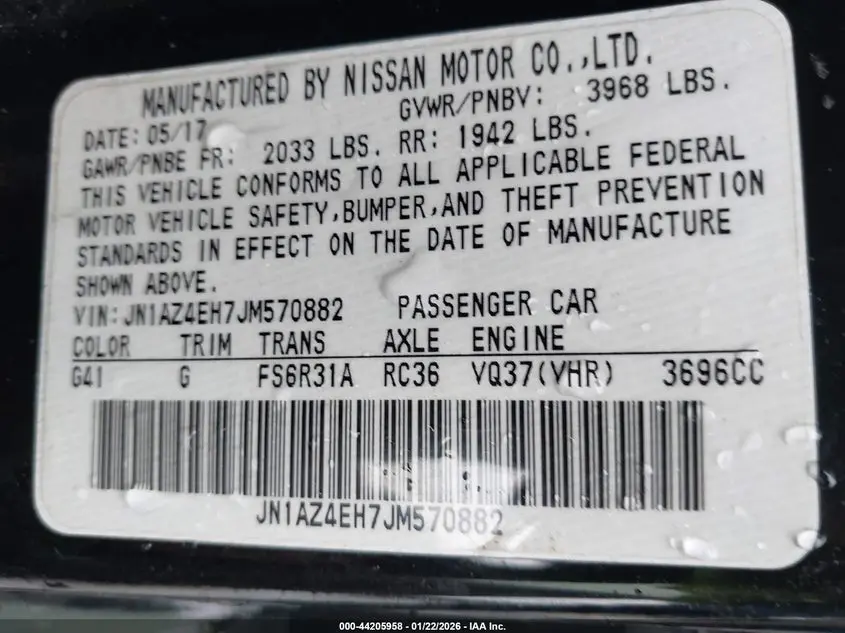 MANUFACTURED BY NISSAN MOTOR CO.,LTD.
DATE: 05/17 GVWR/PNBV: 3968 LBS.
GAWR/PNBE FR: 2033 LBS. RR: 1942 LBS.
THIS VEHICLE CONFORMS TO ALL APPLICABLE FEDERAL
MOTOR VEHICLE SAFETY,BUMPER,AND THEFT PREVENTION
STANDARDS IN EFFECT ON THE DATE OF MANUFACTURE
SHOWN ABOVE.
VIN:JN1AZ4EH7JM570882 PASSENGER CAR
COLOR TRIM TRANS AXLE ENGINE
G41 G FS6R31A RC36 VQ37(VHR) 3696CC
JN1AZ4EH7JM570882
000-44205958 - 01/22/2026 - IAA Inc.